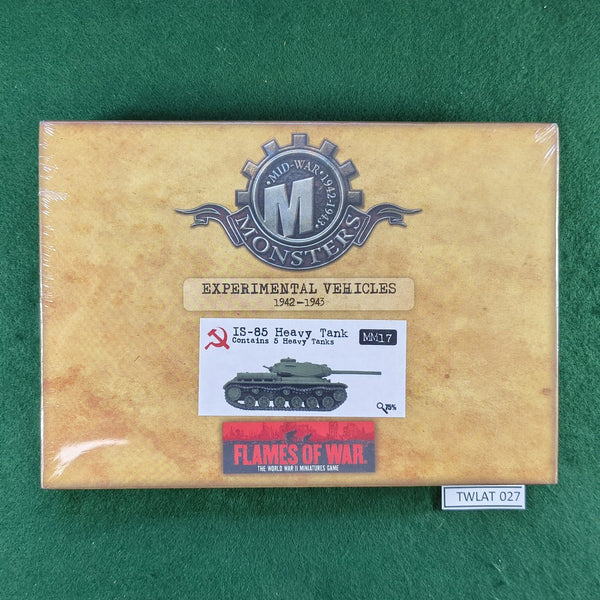 MID-WAR • 1942-1943
M
MONSTERS
EXPERIMENTAL VEHICLES
1942-1943
IS-85 Heavy Tank
Contains 5 Heavy Tanks
MM17
75%
FLAMES OF WAR
THE WORLD WAR II MINIATURES GAME
TWLAT 027